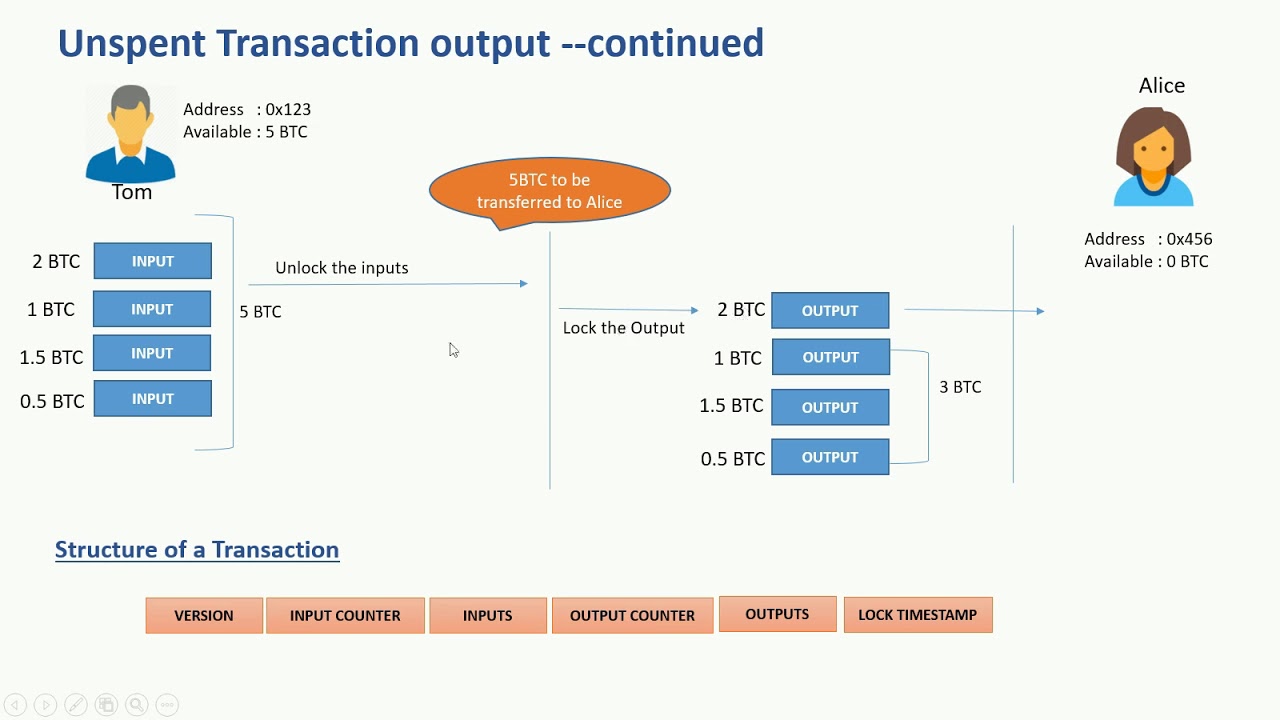 Unspent Transaction output --continued
Address : 0x123
Available : 5 BTC
Tom
Alice
Address : 0x456
Available : 0 BTC
5BTC to be
transferred to Alice
2 BTC INPUT
1 BTC INPUT
1.5 BTC INPUT
0.5 BTC INPUT
5 BTC
Unlock the inputs
Lock the Output
2 BTC OUTPUT
1 BTC OUTPUT
1.5 BTC OUTPUT
0.5 BTC OUTPUT
3 BTC
Structure of a Transaction
VERSION INPUT COUNTER INPUTS OUTPUT COUNTER OUTPUTS LOCK TIMESTAMP